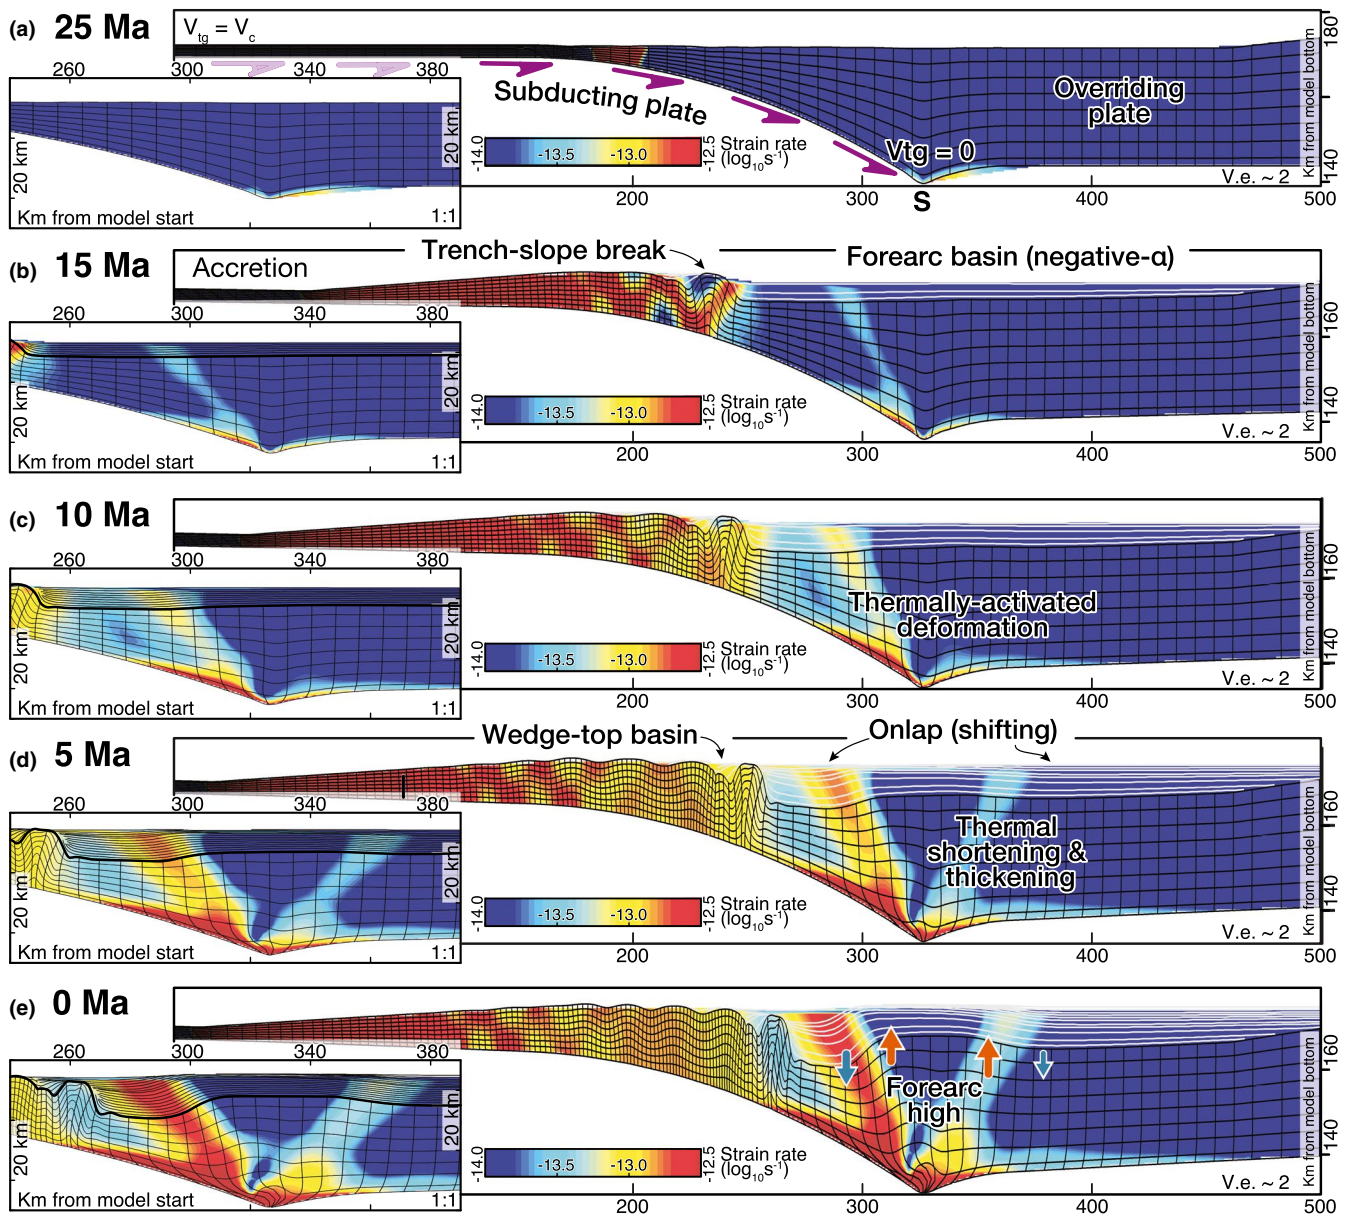 (a) 25 Ma
V_tg = V_c
260 300 340 380
180
Km from model bottom
Subducting plate
Overriding
plate
20 km
20 km
-14.0 -13.5 -13.0 -12.5
Strain rate
(log₁₀s⁻¹)
Vtg = 0
140
V.e. ~ 2
Km from model start 1:1
200 300 S 400 500
(b) 15 Ma
Accretion
Trench-slope break
Forearc basin (negative-α)
260 300 340 380
160
Km from model bottom
20 km
20 km
-14.0 -13.5 -13.0 -12.5
Strain rate
(log₁₀s⁻¹)
140
V.e. ~ 2
Km from model start 1:1
200 300 400 500
(c) 10 Ma
260 300 340 380
160
Km from model bottom
Thermally-activated
deformation
20 km
20 km
-14.0 -13.5 -13.0 -12.5
Strain rate
(log₁₀s⁻¹)
140
V.e. ~ 2
Km from model start 1:1
200 300 400 500
(d) 5 Ma
Wedge-top basin
Onlap (shifting)
260 300 340 380
160
Km from model bottom
Thermal
shortening &
thickening
20 km
20 km
-14.0 -13.5 -13.0 -12.5
Strain rate
(log₁₀s⁻¹)
140
V.e. ~ 2
Km from model start 1:1
200 300 400 500
(e) 0 Ma
260 300 340 380
160
Km from model bottom
Forearc
high
20 km
20 km
-14.0 -13.5 -13.0 -12.5
Strain rate
(log₁₀s⁻¹)
140
V.e. ~ 2
Km from model start 1:1
200 300 400 500